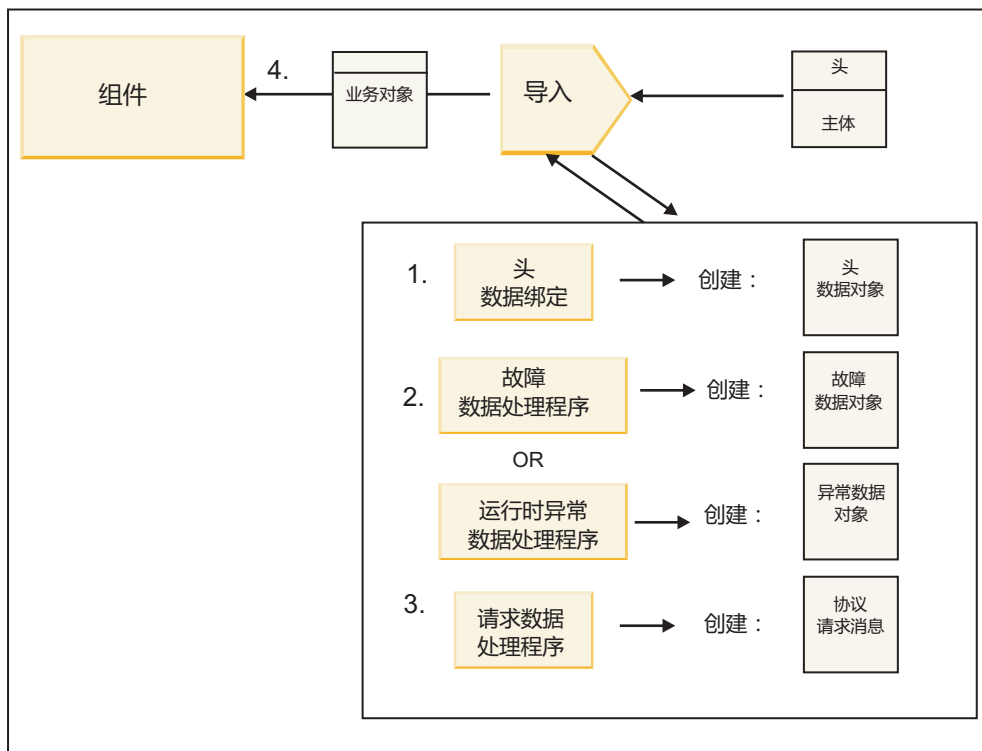 组件
4.
业务对象
导入
头
主体
1.
头
数据绑定
创建：
头
数据对象
2.
故障
数据处理程序
创建：
故障
数据对象
OR
运行时异常
数据处理程序
创建：
异常数据
对象
3.
请求数据
处理程序
创建：
协议
请求消息